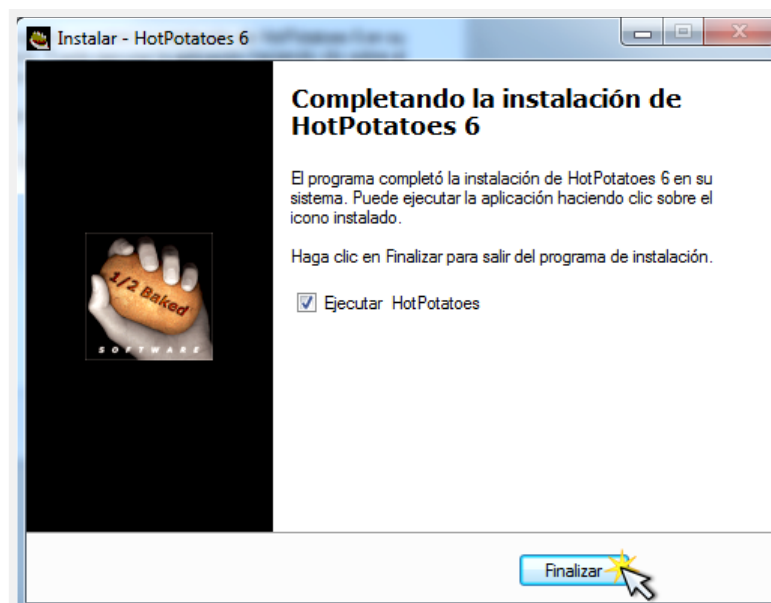 Instalar - HotPotatoes 6
Completando la instalación de
HotPotatoes 6
El programa completó la instalación de HotPotatoes 6 en su
sistema. Puede ejecutar la aplicación haciendo clic sobre el
icono instalado.
Haga clic en Finalizar para salir del programa de instalación.
1/2 Baked
SOFTWARE
Ejecutar HotPotatoes
Finalizar